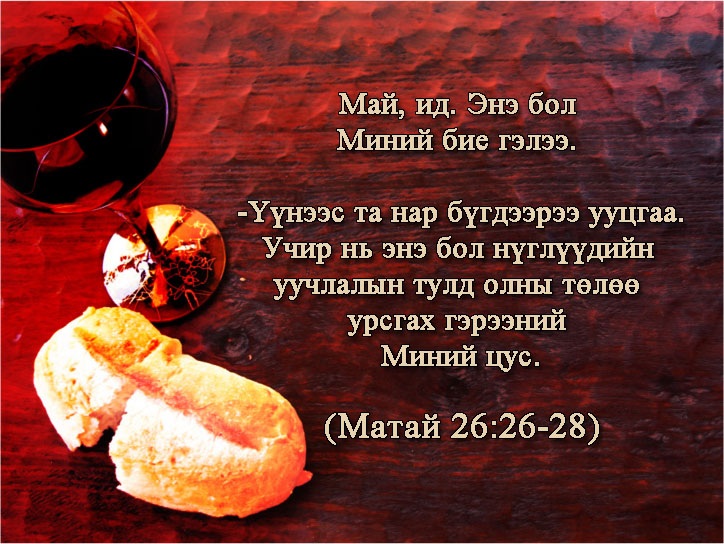 Май, ид. Энэ бол
Миний бие гэлээ.
-Үүнээс та нар бүгдээрээ ууцгаа.
Учир нь энэ бол нүглүүдийн
уучлалын тулд олны төлөө
урсгах гэрээний
Миний цус.
(Матай 26:26-28)